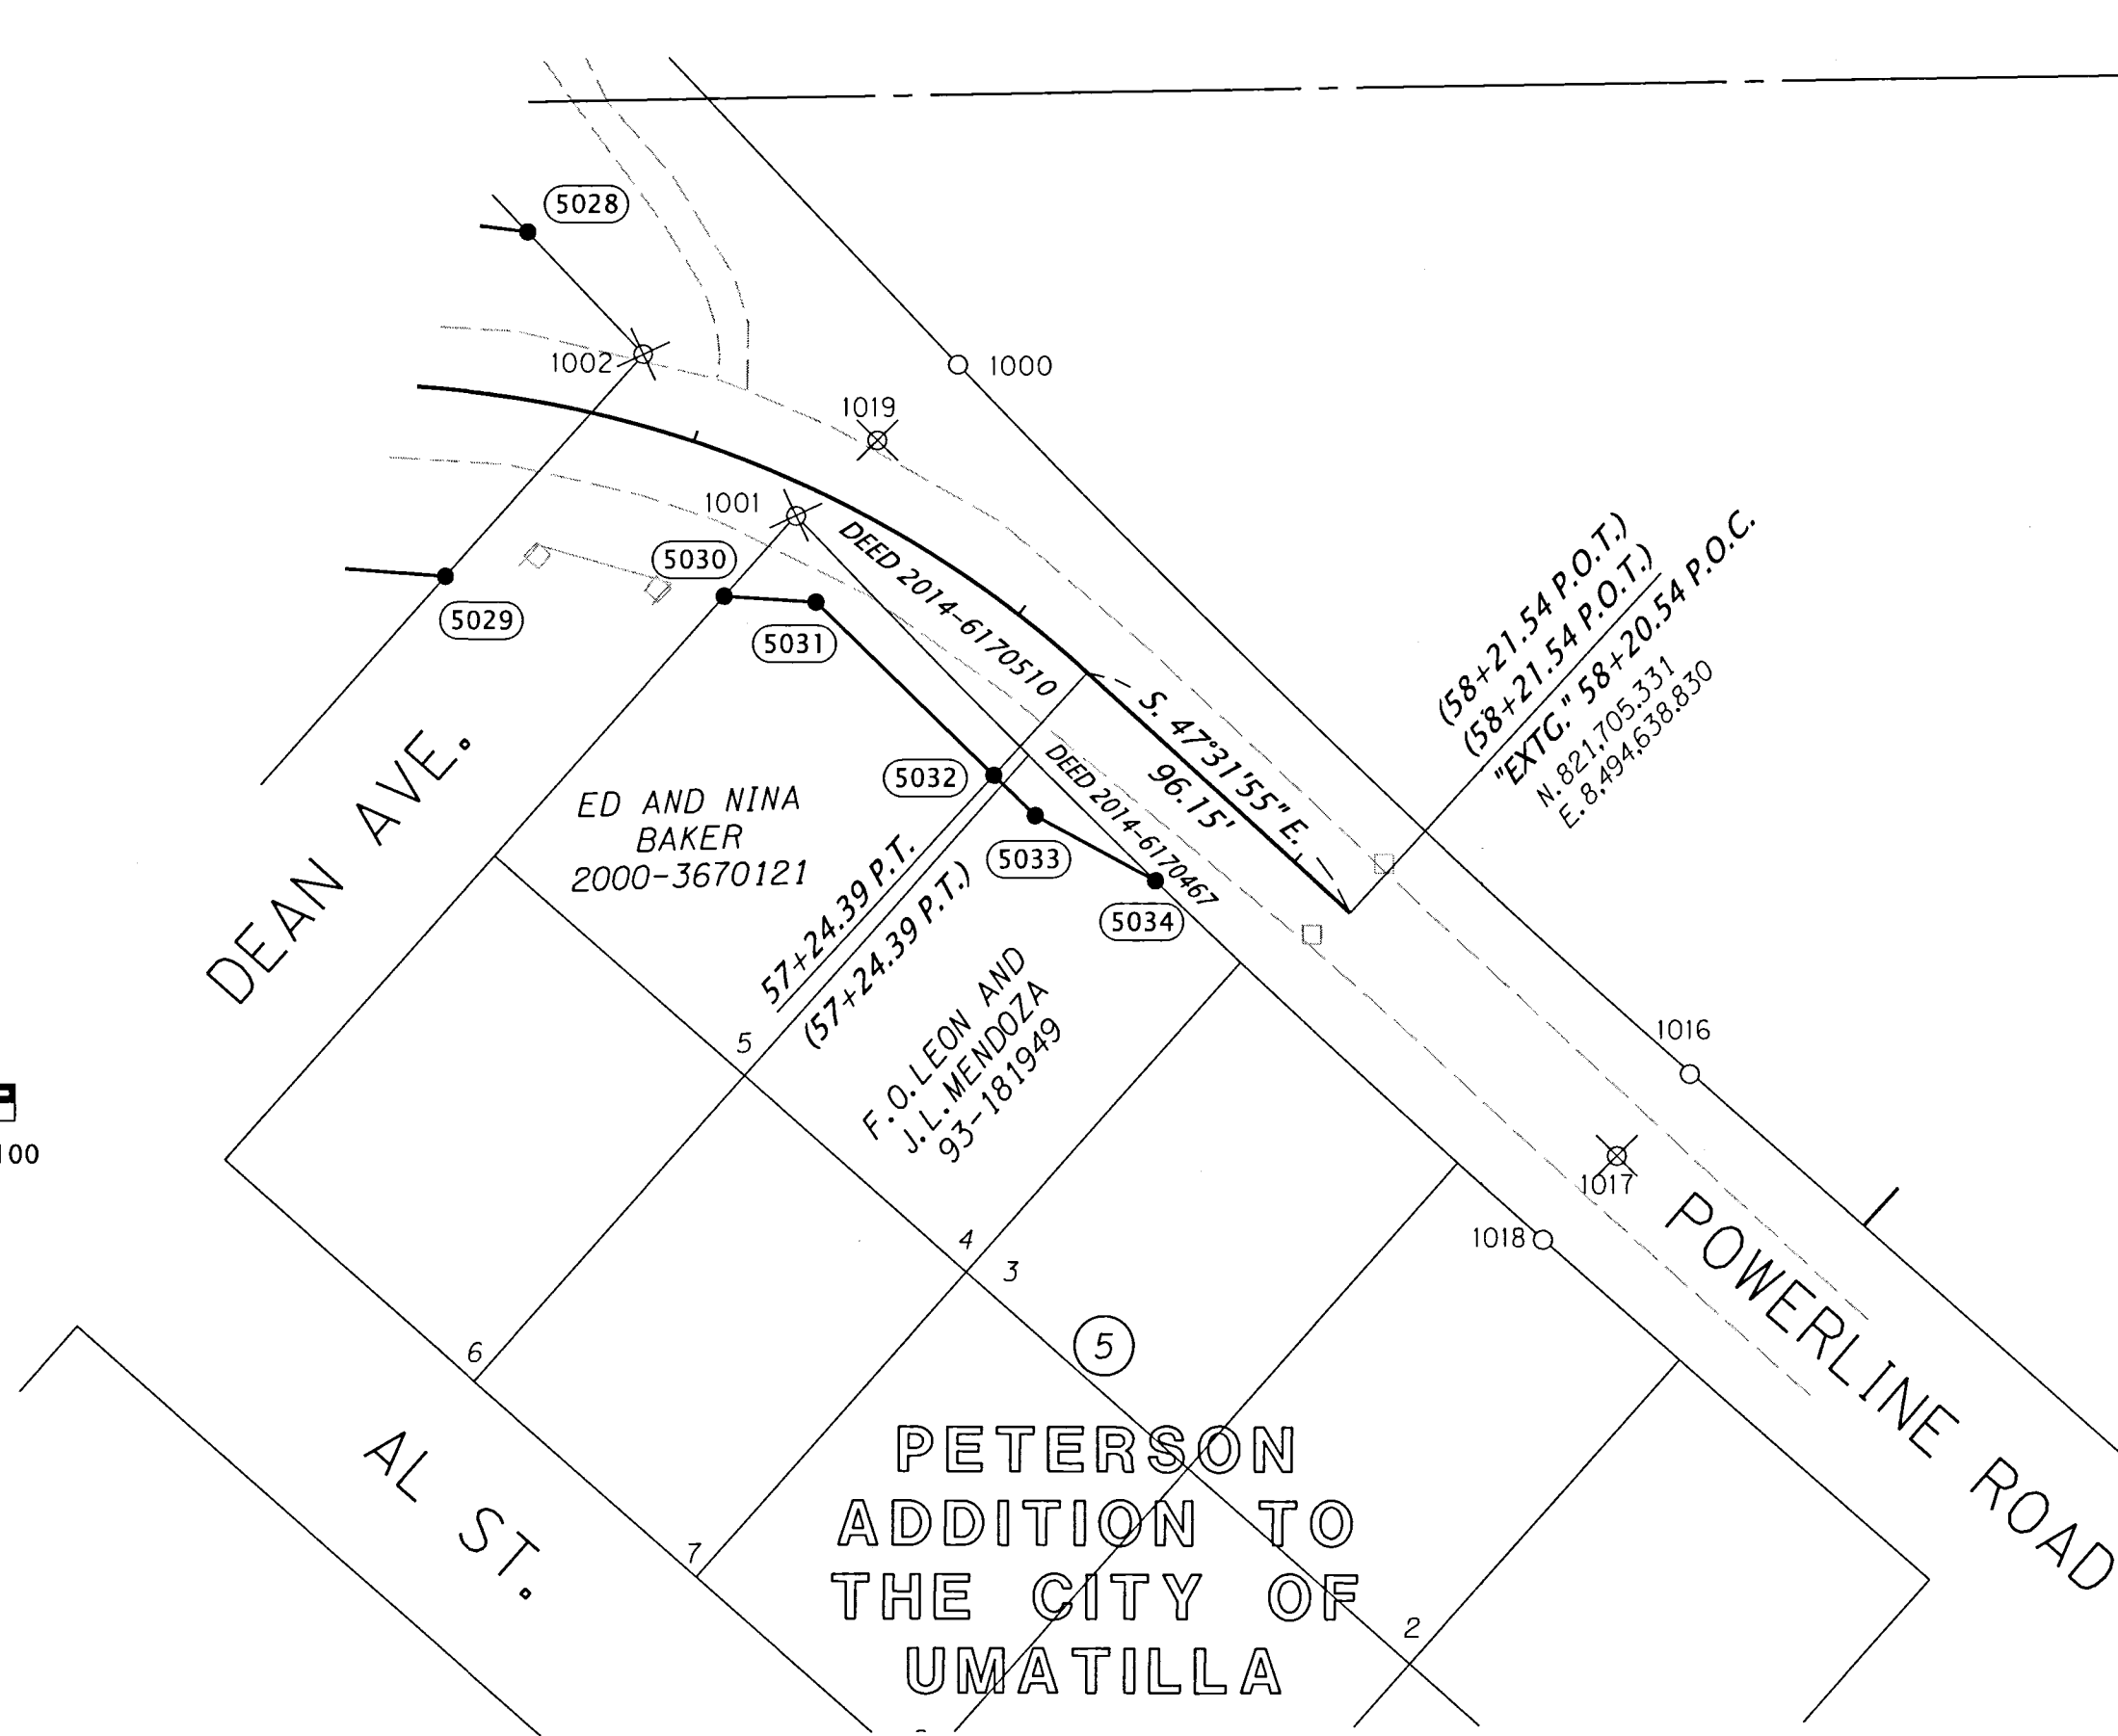 5028
1002
1000
1019
1001
5030
5029
5031
DEED 2014-6170510
S. 47°31'55" E.
96.15'
(58+21.54 P.O.T.)
(58+21.54 P.O.T.)
"EXTG." 58+20.54 P.O.C.
N. 821,705.331
E. 8,494,638.830
DEAN AVE.
ED AND NINA
BAKER
2000-3670121
5032
DEED 2014-6170467
5033
5034
57+24.39 P.T.
(57+24.39 P.T.)
F. O. LEON AND
J. L. MENDOZA
93-181949
5
1016
1017
1018
100
4
3
5
POWERLINE ROAD
6
7
AL ST.
PETERSON
ADDITION TO
THE CITY OF
UMATILLA
2